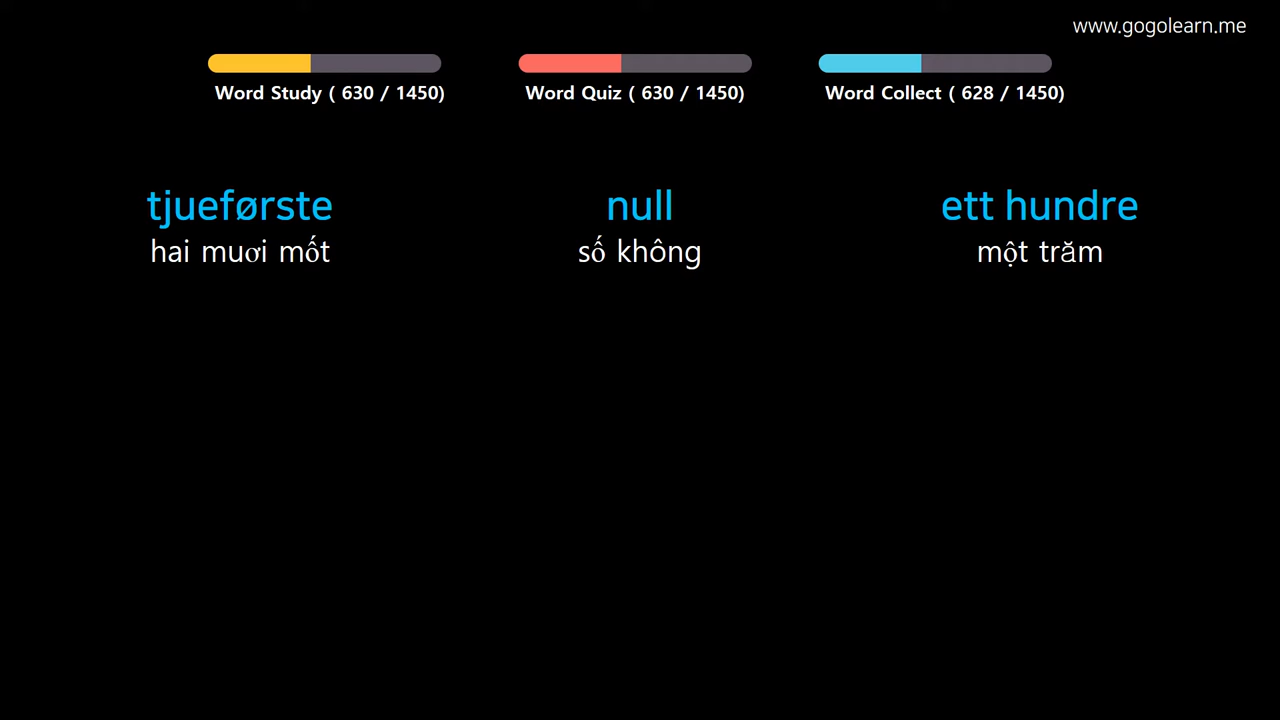 www.gogolearn.me
Word Study ( 630 / 1450)
Word Quiz ( 630 / 1450)
Word Collect ( 628 / 1450)
tjueførste
hai mươi mốt
null
số không
ett hundre
một trăm